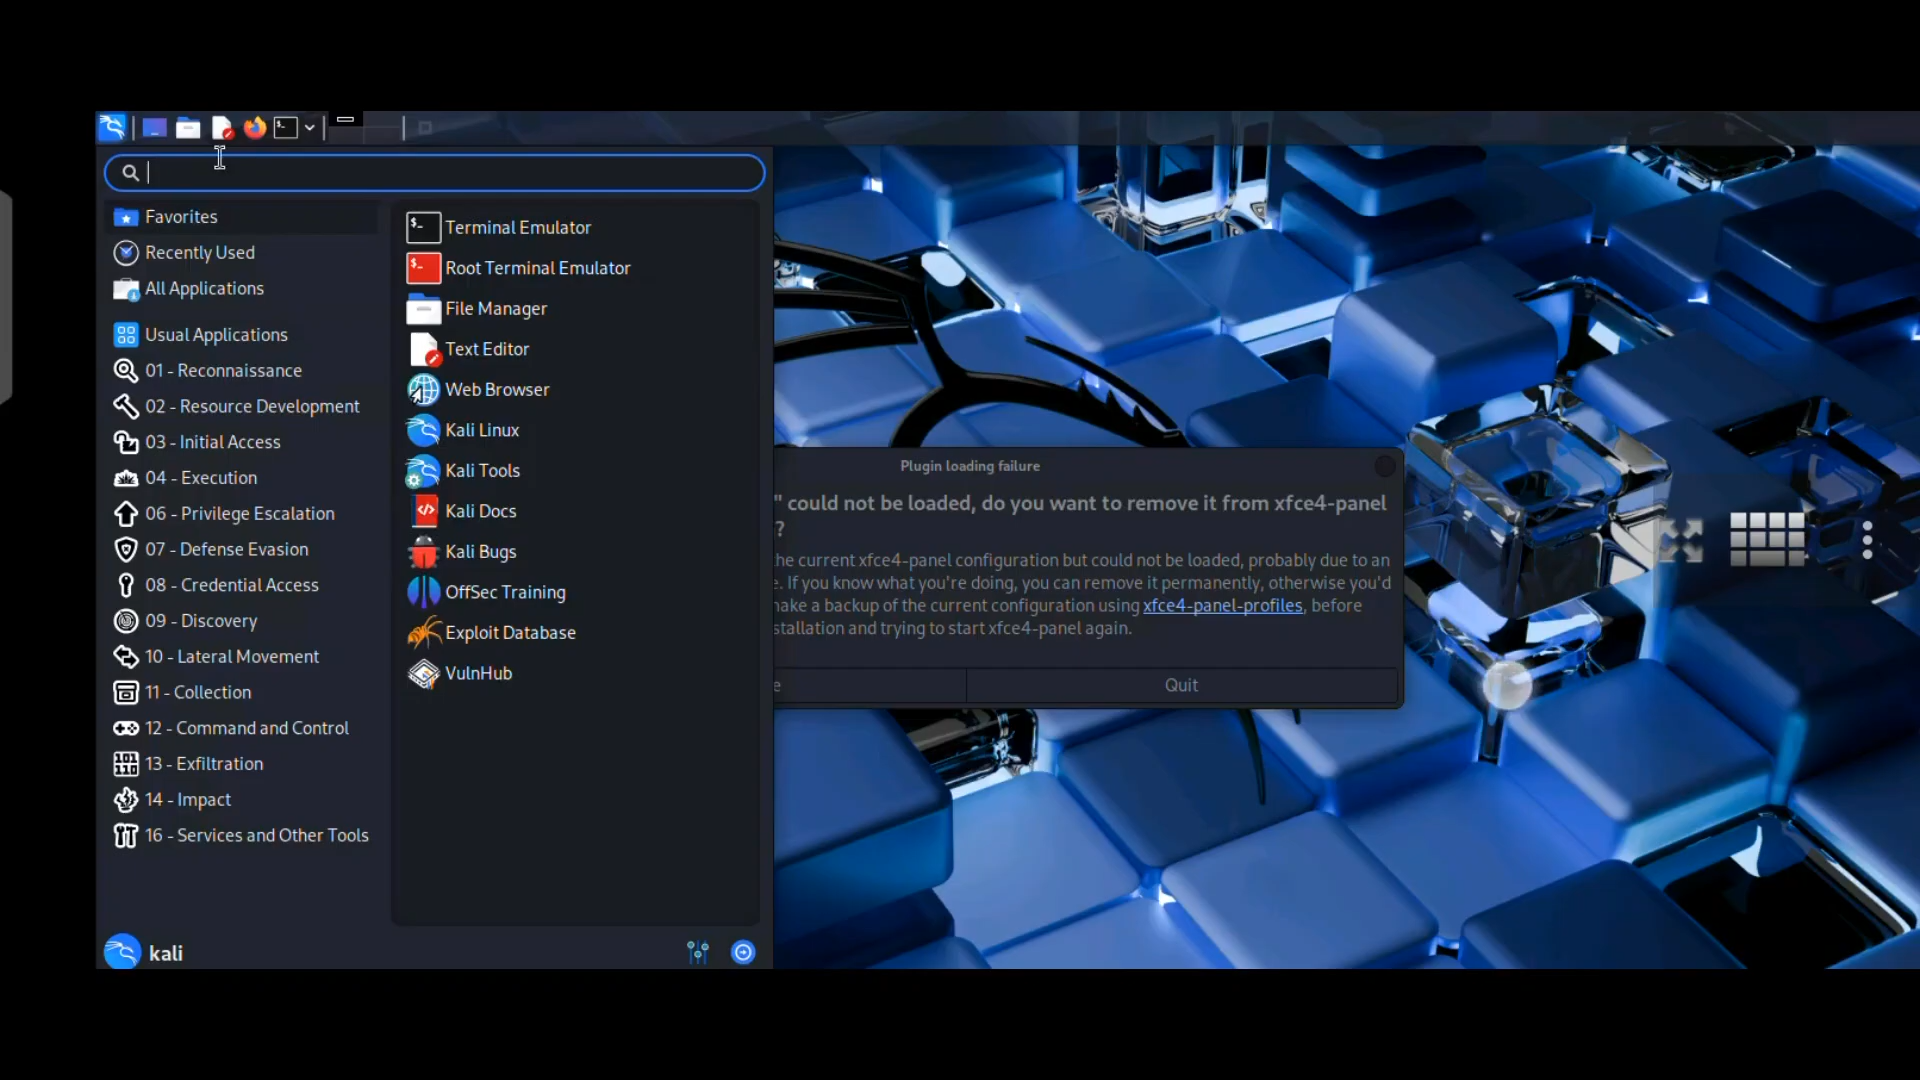 Favorites
Recently Used
All Applications
Usual Applications
01 - Reconnaissance
02 - Resource Development
03 - Initial Access
04 - Execution
06 - Privilege Escalation
07 - Defense Evasion
08 - Credential Access
09 - Discovery
10 - Lateral Movement
11 - Collection
12 - Command and Control
13 - Exfiltration
14 - Impact
16 - Services and Other Tools
kali
Terminal Emulator
Root Terminal Emulator
File Manager
Text Editor
Web Browser
Kali Linux
Kali Tools
Kali Docs
Kali Bugs
OffSec Training
Exploit Database
VulnHub
Plugin loading failure
" could not be loaded, do you want to remove it from xfce4-panel
?
the current xfce4-panel configuration but could not be loaded, probably due to an
e. If you know what you're doing, you can remove it permanently, otherwise you'd
make a backup of the current configuration using xfce4-panel-profiles, before
stallation and trying to start xfce4-panel again.
e
Quit